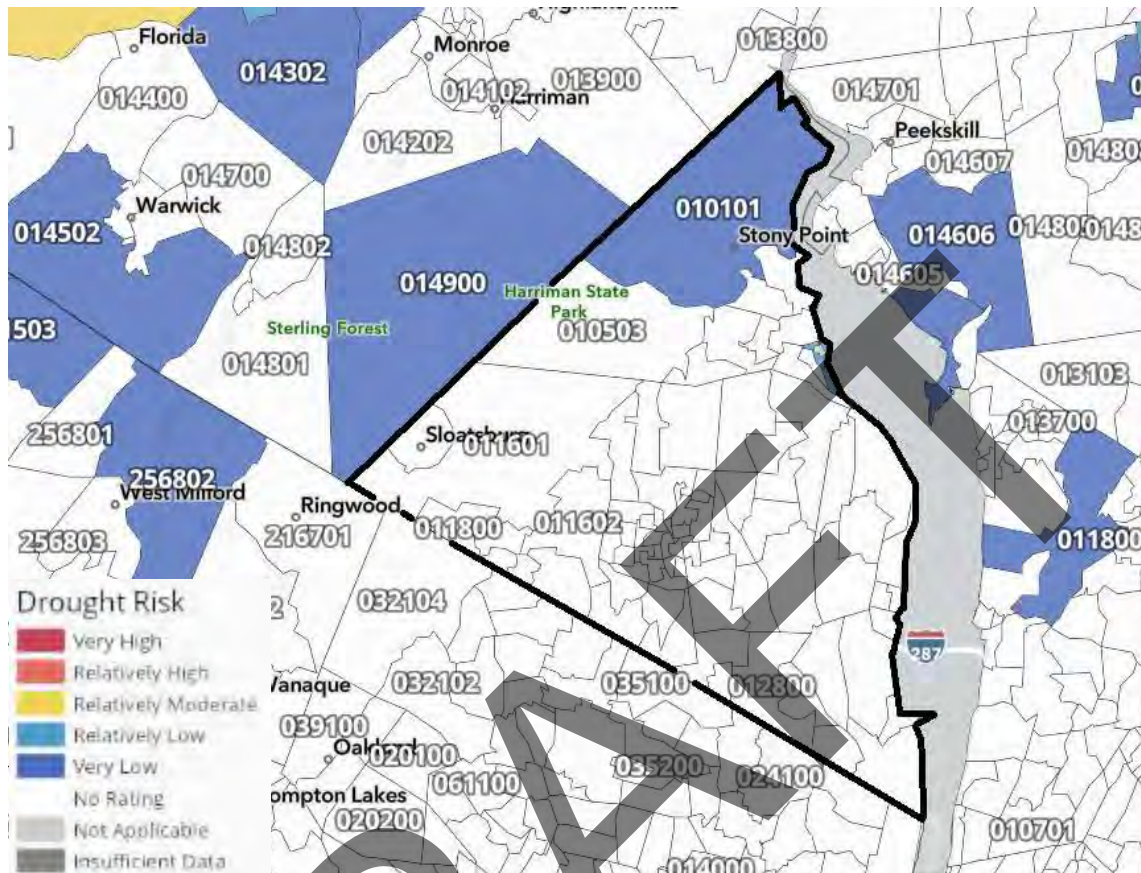 013800
Florida
Monroe
014302
013900
014102
Harriman
014400
014701
Peekskill
014202
014607
014700
Warwick
010101
014502
014802
Stony Point
014606
014605
014900
Harriman State
Park
010503
1503
Sterling Forest
014801
013103
013700
256801
Sloatsburg
011601
256802
West Milford
Ringwood
011800
011602
216701
256803
011800
032104
287
032102
035100
012800
039100
Oakland
020100
061100
035200
024100
ompton Lakes
020200
010701
014000
Drought Risk
Very High
Relatively High
Relatively Moderate
Relatively Low
Very Low
No Rating
Not Applicable
Insufficient Data